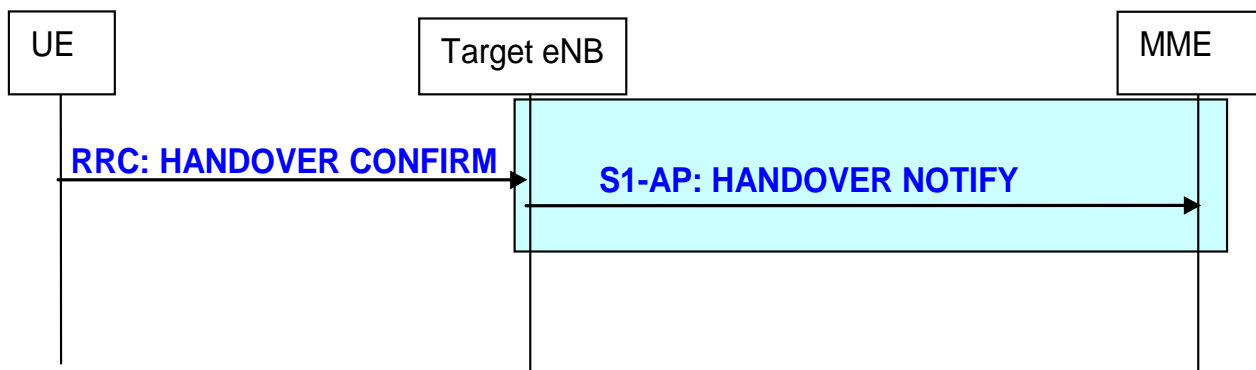 UE
Target eNB
MME
RRC: HANDOVER CONFIRM
S1-AP: HANDOVER NOTIFY